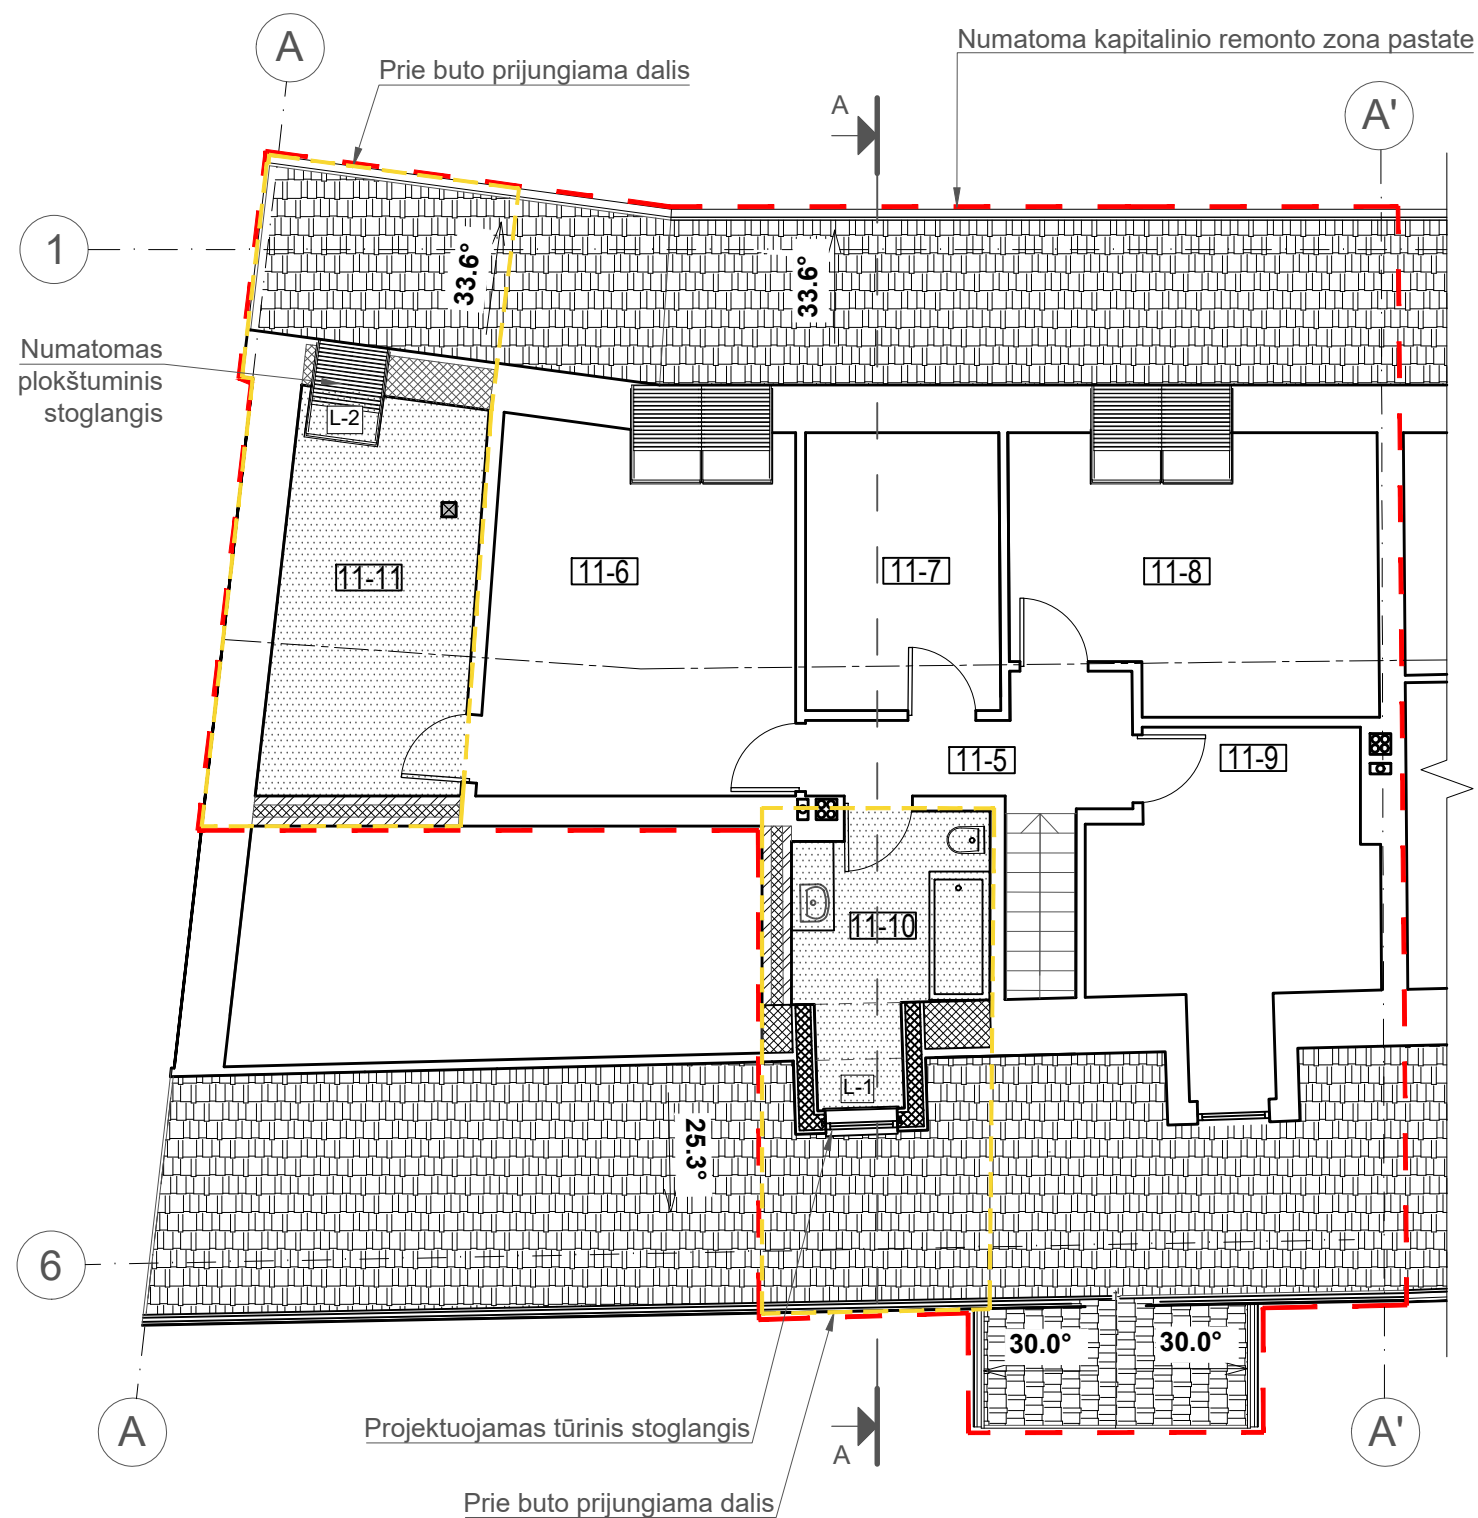 A
Prie buto prijungiama dalis
Numatoma kapitalinio remonto zona pastate
A
A'
1
33.6°
33.6°
Numatomas
plokštuminis
stoglangis
L-2
11-11
11-6
11-7
11-8
11-5
11-9
11-10
L-1
25.3°
6
30.0°
30.0°
A
Projektuojamas tūrinis stoglangis
A
A'
Prie buto prijungiama dalis